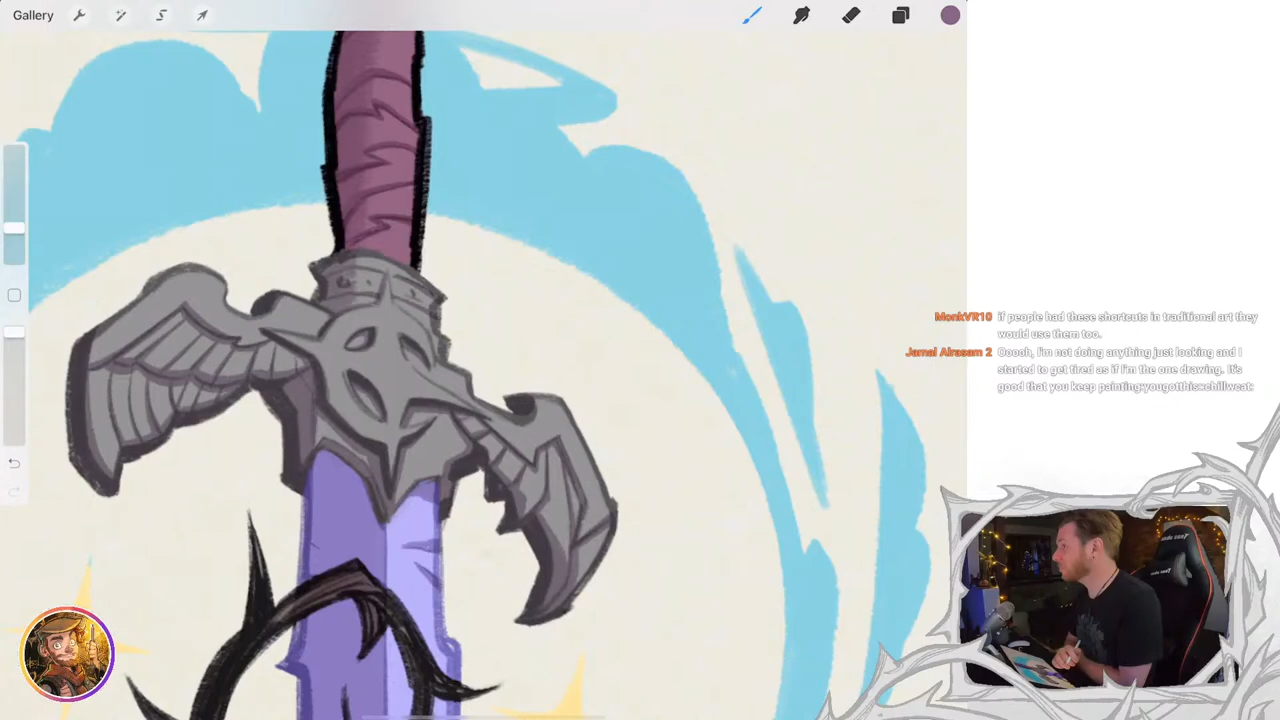 Gallery
MonkVR10 if people had these shortcuts in traditional art they
would use them too.
Jamal Alrasam 2 Ooooh, I'm not doing anything just looking and I
started to get tired as if I'm the one drawing. It's
good that you keep painting:yougotthis::chillwcat: